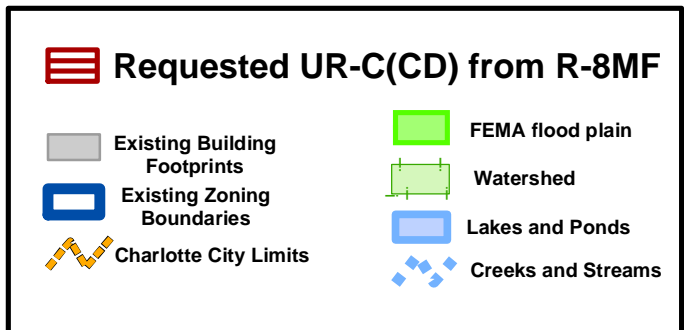 Requested UR-C(CD) from R-8MF
Existing Building
Footprints
Existing Zoning
Boundaries
Charlotte City Limits
FEMA flood plain
Watershed
Lakes and Ponds
Creeks and Streams